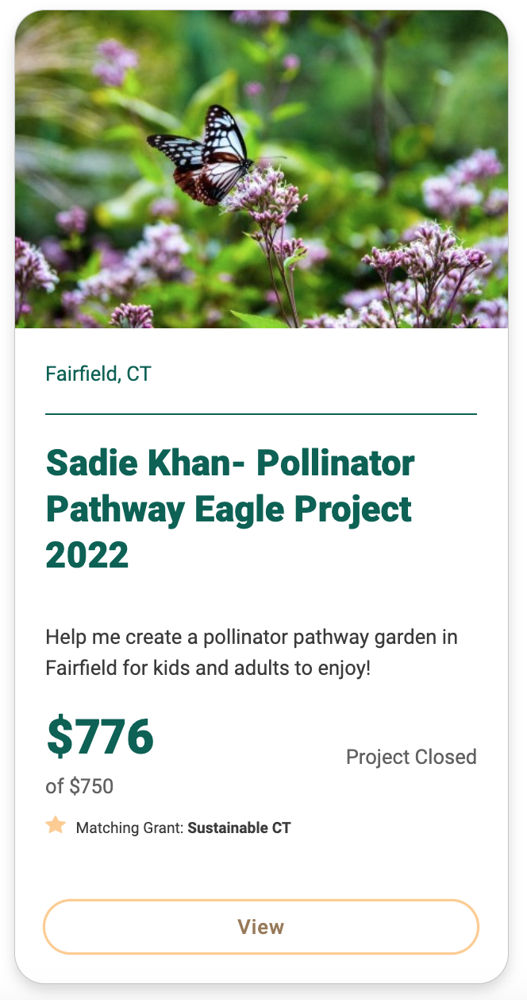 Fairfield, CT
Sadie Khan- Pollinator
Pathway Eagle Project
2022
Help me create a pollinator pathway garden in
Fairfield for kids and adults to enjoy!
$776
Project Closed
of $750
Matching Grant: Sustainable CT
View